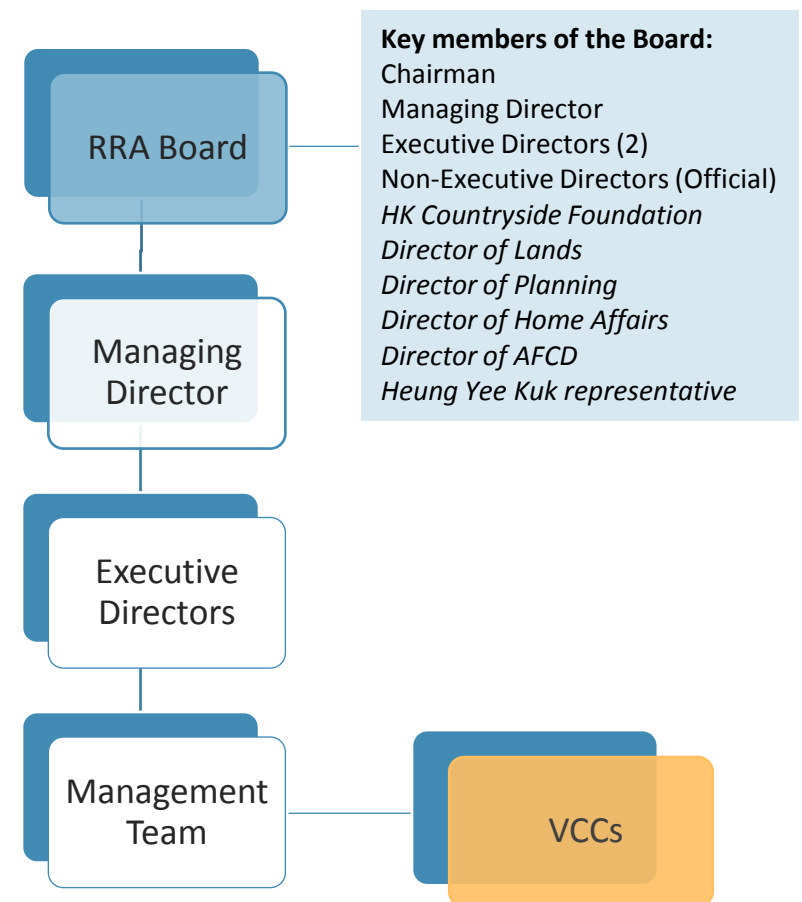 Key members of the Board:
Chairman
Managing Director
Executive Directors (2)
Non-Executive Directors (Official)
HK Countryside Foundation
Director of Lands
Director of Planning
Director of Home Affairs
Director of AFCD
Heung Yee Kuk representative
RRA Board
Managing
Director
Executive
Directors
Management
Team
VCCs